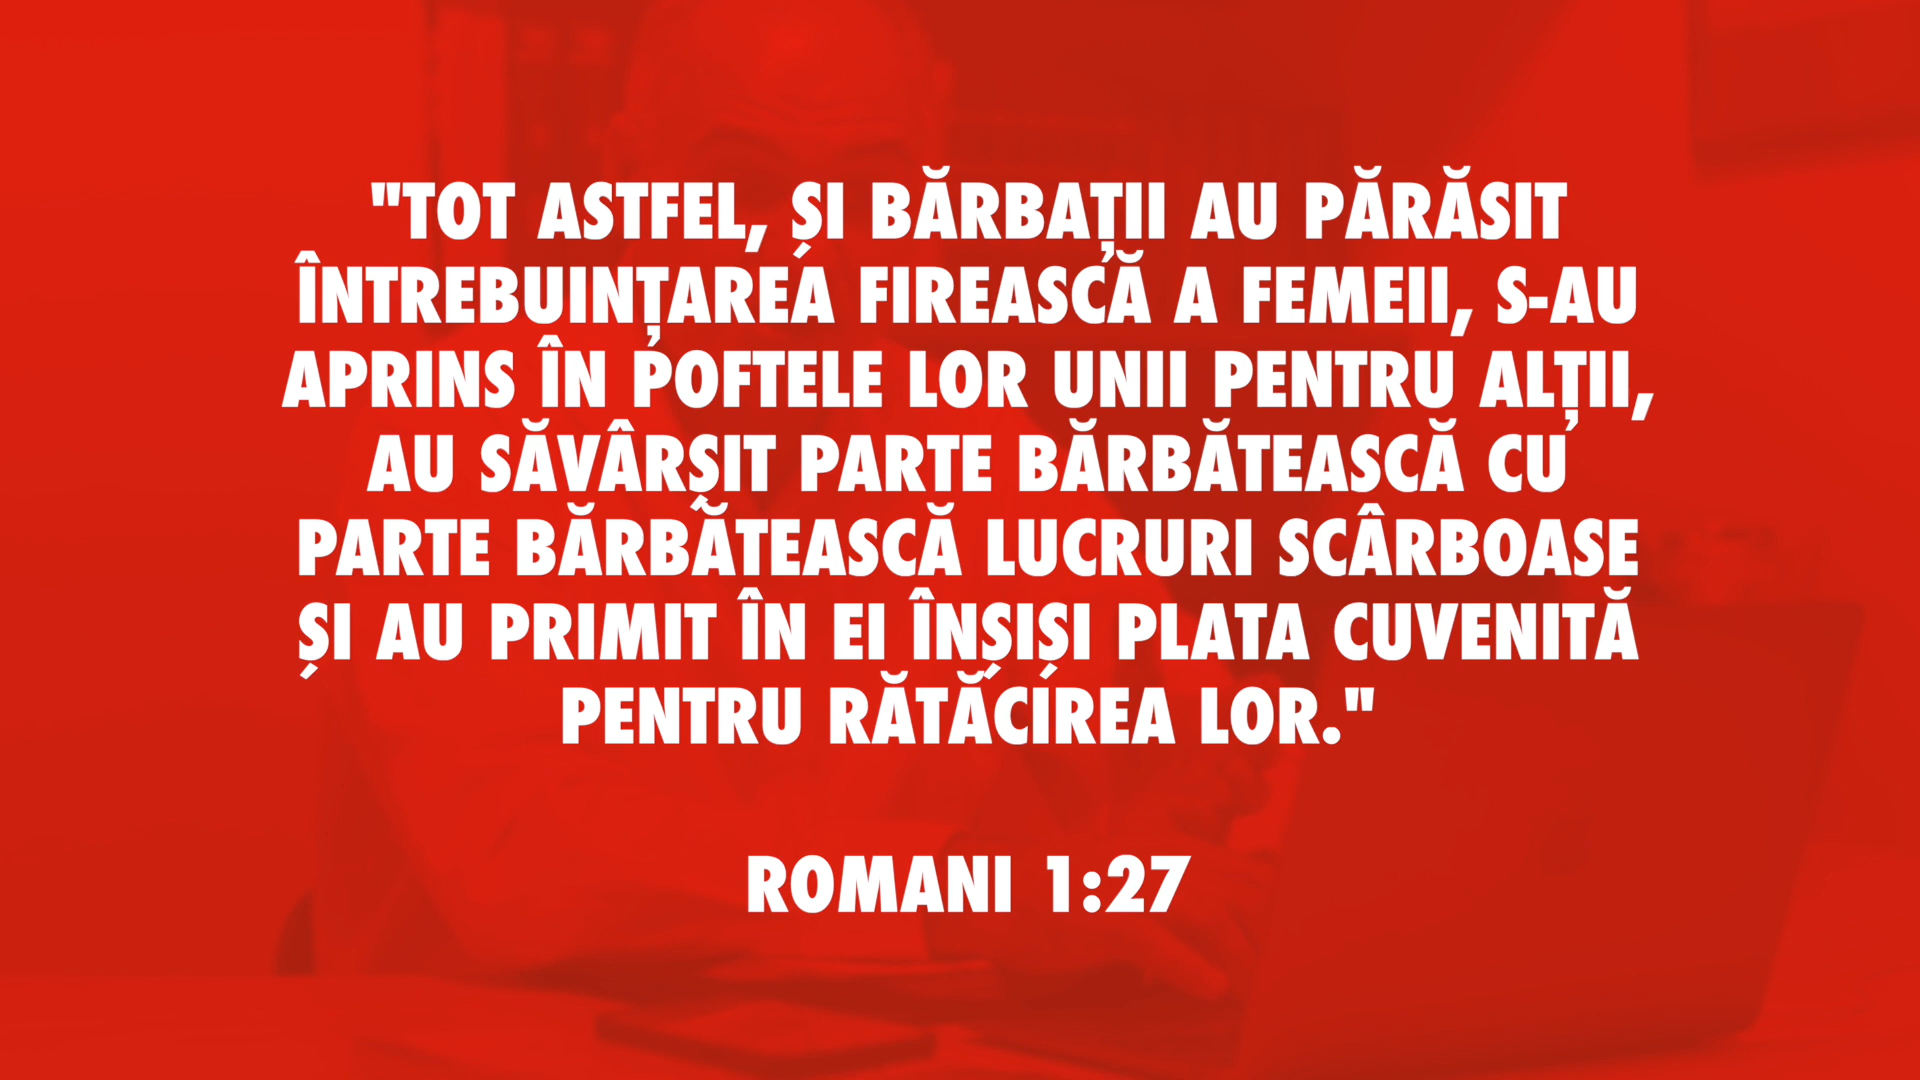 "TOT ASTFEL, ȘI BĂRBAȚII AU PĂRĂSIT
ÎNTREBUINȚAREA FIREASCĂ A FEMEII, S-AU
APRINS ÎN POFTELE LOR UNII PENTRU ALȚII,
AU SĂVÂRȘIT PARTE BĂRBĂTEASCĂ CU
PARTE BĂRBĂTEASCĂ LUCRURI SCÂRBOASE
ȘI AU PRIMIT ÎN EI ÎNȘIȘI PLATA CUVENITĂ
PENTRU RĂTĂCIREA LOR."
ROMANI 1:27